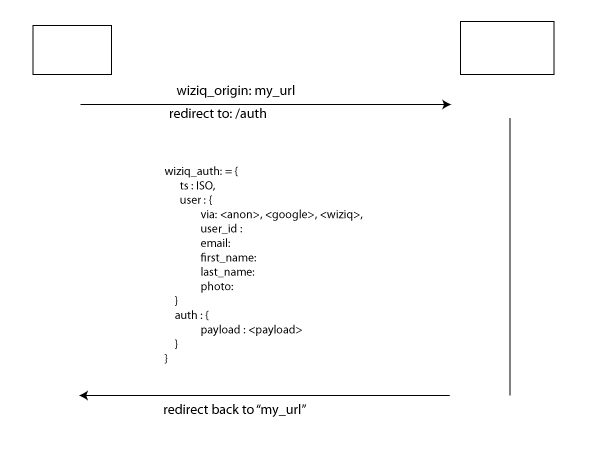 wiziq_origin: my_url
redirect to: /auth
wiziq_auth: = {
ts : ISO,
user : {
via: <anon>, <google>, <wiziq>,
user_id :
email:
first_name:
last_name:
photo:
}
auth : {
payload : <payload>
}
}
redirect back to “my_url”